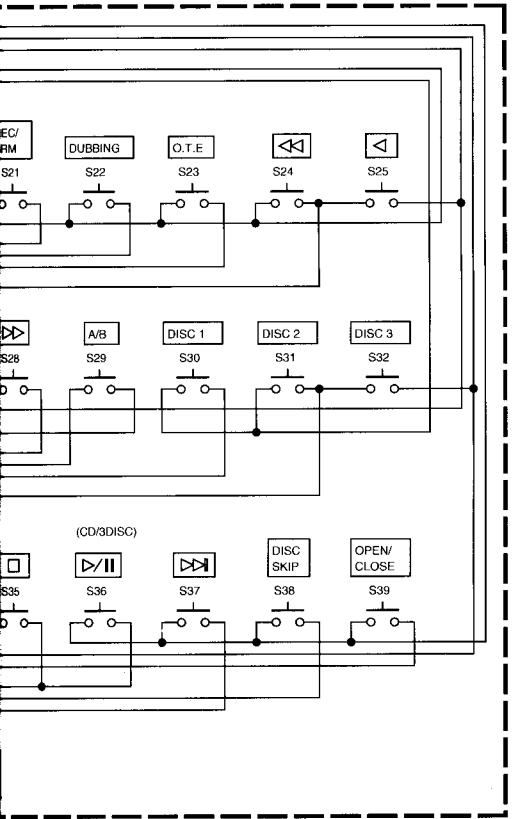 EC/
RM
DUBBING
O.T.E
S21
S22
S23
S24
S25
A/B
DISC 1
DISC 2
DISC 3
S28
S29
S30
S31
S32
(CD/3DISC)
DISC
SKIP
OPEN/
CLOSE
S35
S36
S37
S38
S39